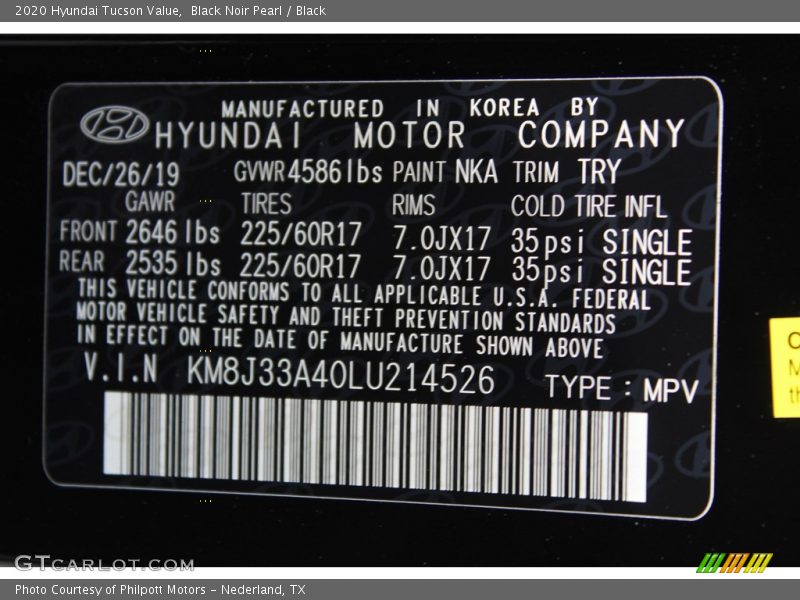 2020 Hyundai Tucson Value, Black Noir Pearl / Black
MANUFACTURED IN KOREA BY
HYUNDAI MOTOR COMPANY
DEC/26/19 GVWR 4586lbs PAINT NKA TRIM TRY
GAWR TIRES RIMS COLD TIRE INFL
FRONT 2646 lbs 225/60R17 7.0JX17 35psi SINGLE
REAR 2535 lbs 225/60R17 7.0JX17 35psi SINGLE
THIS VEHICLE CONFORMS TO ALL APPLICABLE U.S.A. FEDERAL
MOTOR VEHICLE SAFETY AND THEFT PREVENTION STANDARDS
IN EFFECT ON THE DATE OF MANUFACTURE SHOWN ABOVE
V.I.N KM8J33A40LU214526 TYPE : MPV
GTCARLOT.COM
Photo Courtesy of Philpott Motors - Nederland, TX